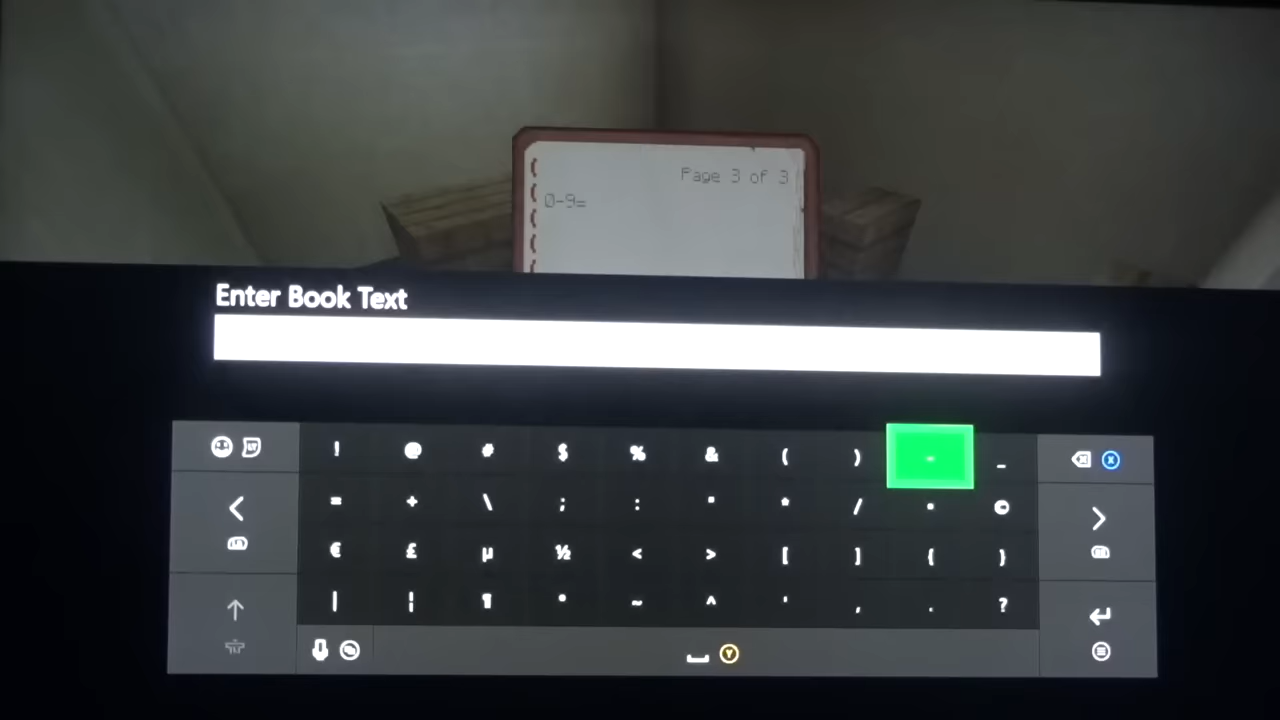 Page 3 of 3
0-9=
Enter Book Text
! @ # $ % & ( ) - _
= + \ ; : " * / • ©
€ £ µ ½ < > [ ] { }
| ¦ ¶ ° ~ ^ ' , . ?
X
Y